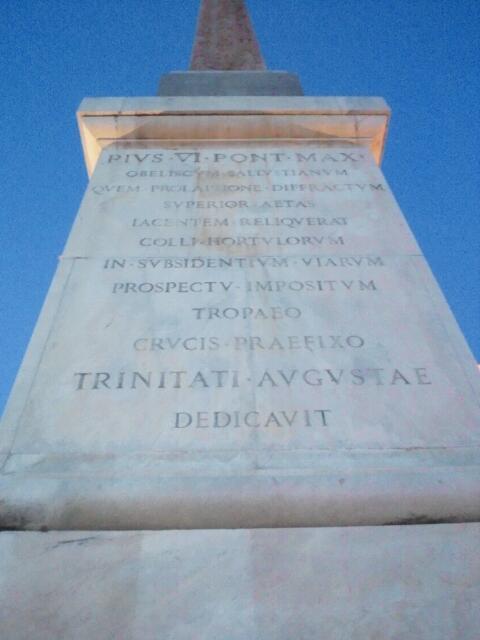 PIVS·VI·PONT·MAX·
OBELISCVM·SALLVSTIANVM
QVEM·PROLAPSIONE·DIFFRACTVM
SVPERIOR·AETAS
IACENTEM·RELIQVERAT
COLLI·HORTVLORVM
IN·SVBSIDENTIVM·VIARVM
PROSPECTV·IMPOSITVM
TROPAEO
CRVCIS·PRAEFIXO
TRINITATI·AVGVSTAE
DEDICAVIT